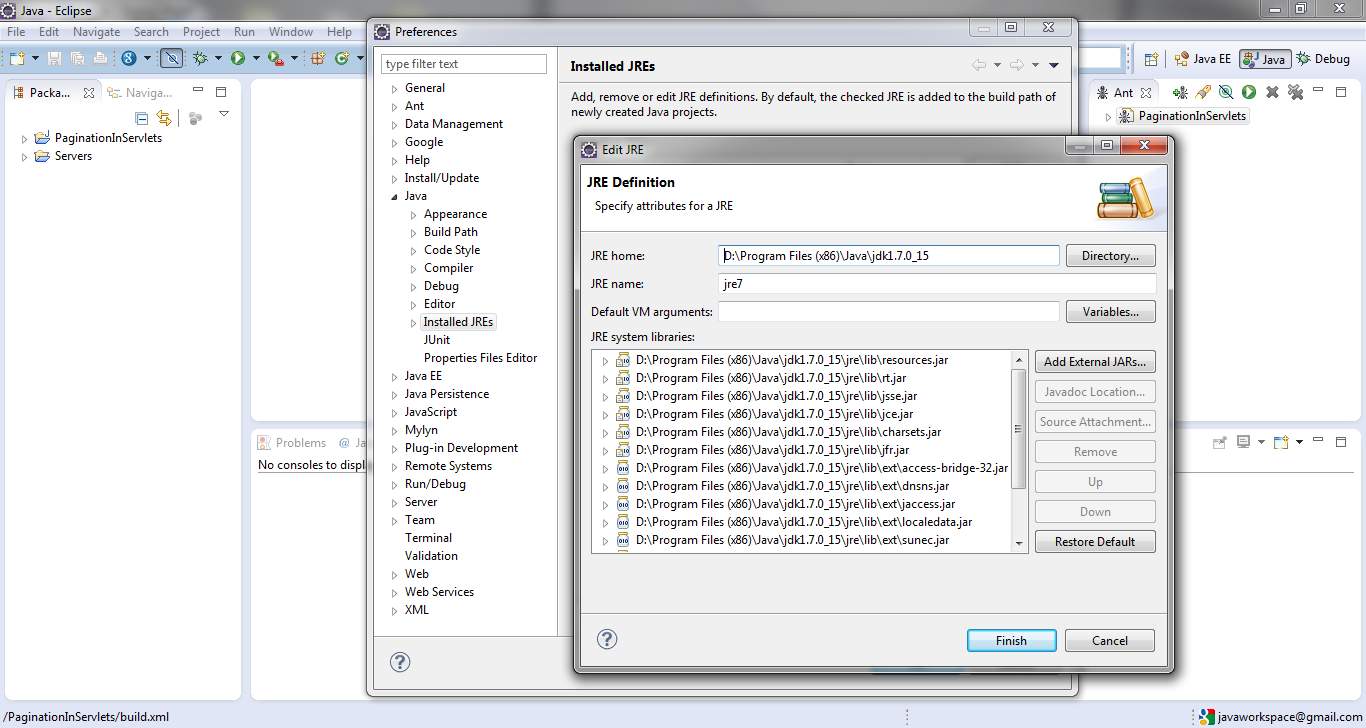 Java - Eclipse
File Edit Navigate Search Project Run Window Help
Java EE Java Debug
Packa... Naviga...
PaginationInServlets
Servers
Preferences
type filter text
General
Ant
Data Management
Google
Help
Install/Update
Java
Appearance
Build Path
Code Style
Compiler
Debug
Editor
Installed JREs
JUnit
Properties Files Editor
Java EE
Java Persistence
JavaScript
Mylyn
Plug-in Development
Remote Systems
Run/Debug
Server
Team
Terminal
Validation
Web
Web Services
XML
Installed JREs
Add, remove or edit JRE definitions. By default, the checked JRE is added to the build path of
newly created Java projects.
Edit JRE
JRE Definition
Specify attributes for a JRE
JRE home: D:\Program Files (x86)\Java\jdk1.7.0_15 Directory...
JRE name: jre7
Default VM arguments: Variables...
JRE system libraries:
D:\Program Files (x86)\Java\jdk1.7.0_15\jre\lib\resources.jar
D:\Program Files (x86)\Java\jdk1.7.0_15\jre\lib\rt.jar
D:\Program Files (x86)\Java\jdk1.7.0_15\jre\lib\jsse.jar
D:\Program Files (x86)\Java\jdk1.7.0_15\jre\lib\jce.jar
D:\Program Files (x86)\Java\jdk1.7.0_15\jre\lib\charsets.jar
D:\Program Files (x86)\Java\jdk1.7.0_15\jre\lib\jfr.jar
D:\Program Files (x86)\Java\jdk1.7.0_15\jre\lib\ext\access-bridge-32.jar
D:\Program Files (x86)\Java\jdk1.7.0_15\jre\lib\ext\dnsns.jar
D:\Program Files (x86)\Java\jdk1.7.0_15\jre\lib\ext\jaccess.jar
D:\Program Files (x86)\Java\jdk1.7.0_15\jre\lib\ext\localedata.jar
D:\Program Files (x86)\Java\jdk1.7.0_15\jre\lib\ext\sunec.jar
Add External JARs...
Javadoc Location...
Source Attachment...
Remove
Up
Down
Restore Default
Finish Cancel
Ant
PaginationInServlets
Problems @ Ja
No consoles to displ
/PaginationInServlets/build.xml
javaworkspace@gmail.com